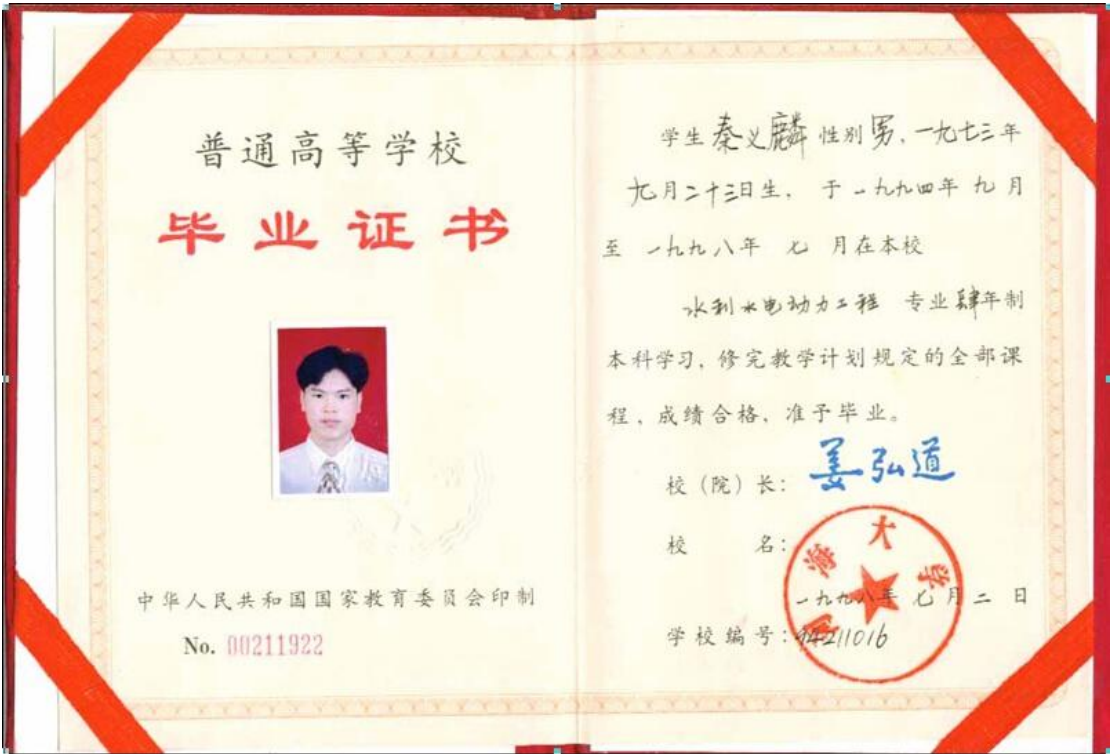 普通高等学校
毕业证书
中华人民共和国国家教育委员会印制
No. 00211922
学生 秦义麟 性别 男, 一九七三年
九月二十三日生, 于一九九四年 九月
至 一九九八年 七 月在本校
水利水电动力工程 专业肆年制
本科学习, 修完教学计划规定的全部课
程, 成绩合格, 准予毕业。
校(院)长: 姜弘道
校 名:
河海大学
一九九八年 七月二 日
学校编号: 94211016